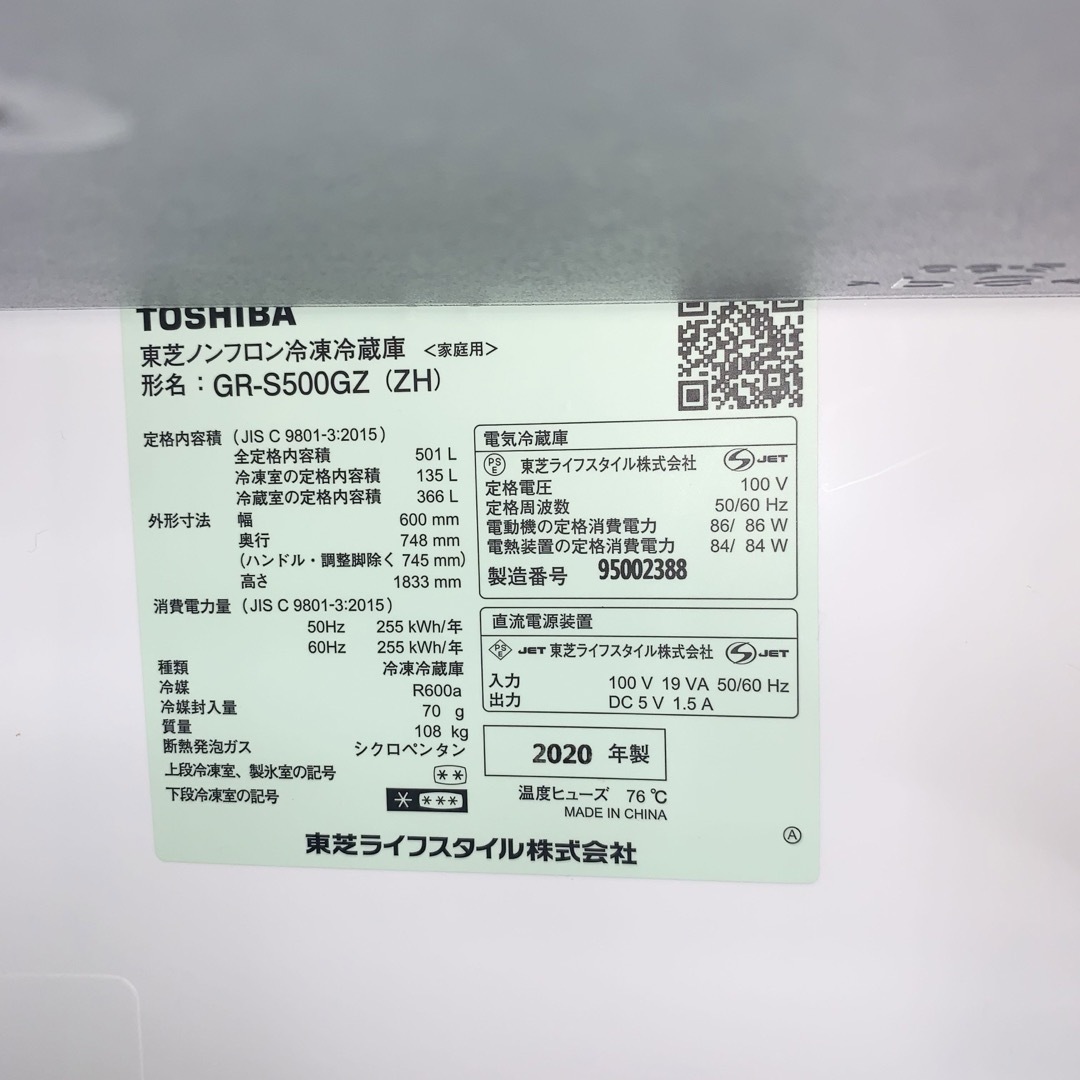 TOSHIBA
東芝ノンフロン冷凍冷蔵庫 <家庭用>
形名：GR-S500GZ (ZH)
定格内容積 (JIS C 9801-3:2015)
全定格内容積 501 L
冷凍室の定格内容積 135 L
冷蔵室の定格内容積 366 L
外形寸法 幅 600 mm
奥行 748 mm
(ハンドル・調整脚除く 745 mm)
高さ 1833 mm
消費電力量 (JIS C 9801-3:2015)
50Hz 255 kWh/年
60Hz 255 kWh/年
種類 冷凍冷蔵庫
冷媒 R600a
冷媒封入量 70 g
質量 108 kg
断熱発泡ガス シクロペンタン
上段冷凍室、製氷室の記号 **
下段冷凍室の記号 * ***
電気冷蔵庫
PSE 東芝ライフスタイル株式会社 S JET
定格電圧 100 V
定格周波数 50/60 Hz
電動機の定格消費電力 86/ 86 W
電熱装置の定格消費電力 84/ 84 W
製造番号 95002388
直流電源装置
PSE JET 東芝ライフスタイル株式会社 S JET
入力 100 V 19 VA 50/60 Hz
出力 DC 5 V 1.5 A
2020 年製
温度ヒューズ 76 ℃
MADE IN CHINA
Ⓐ
東芝ライフスタイル株式会社